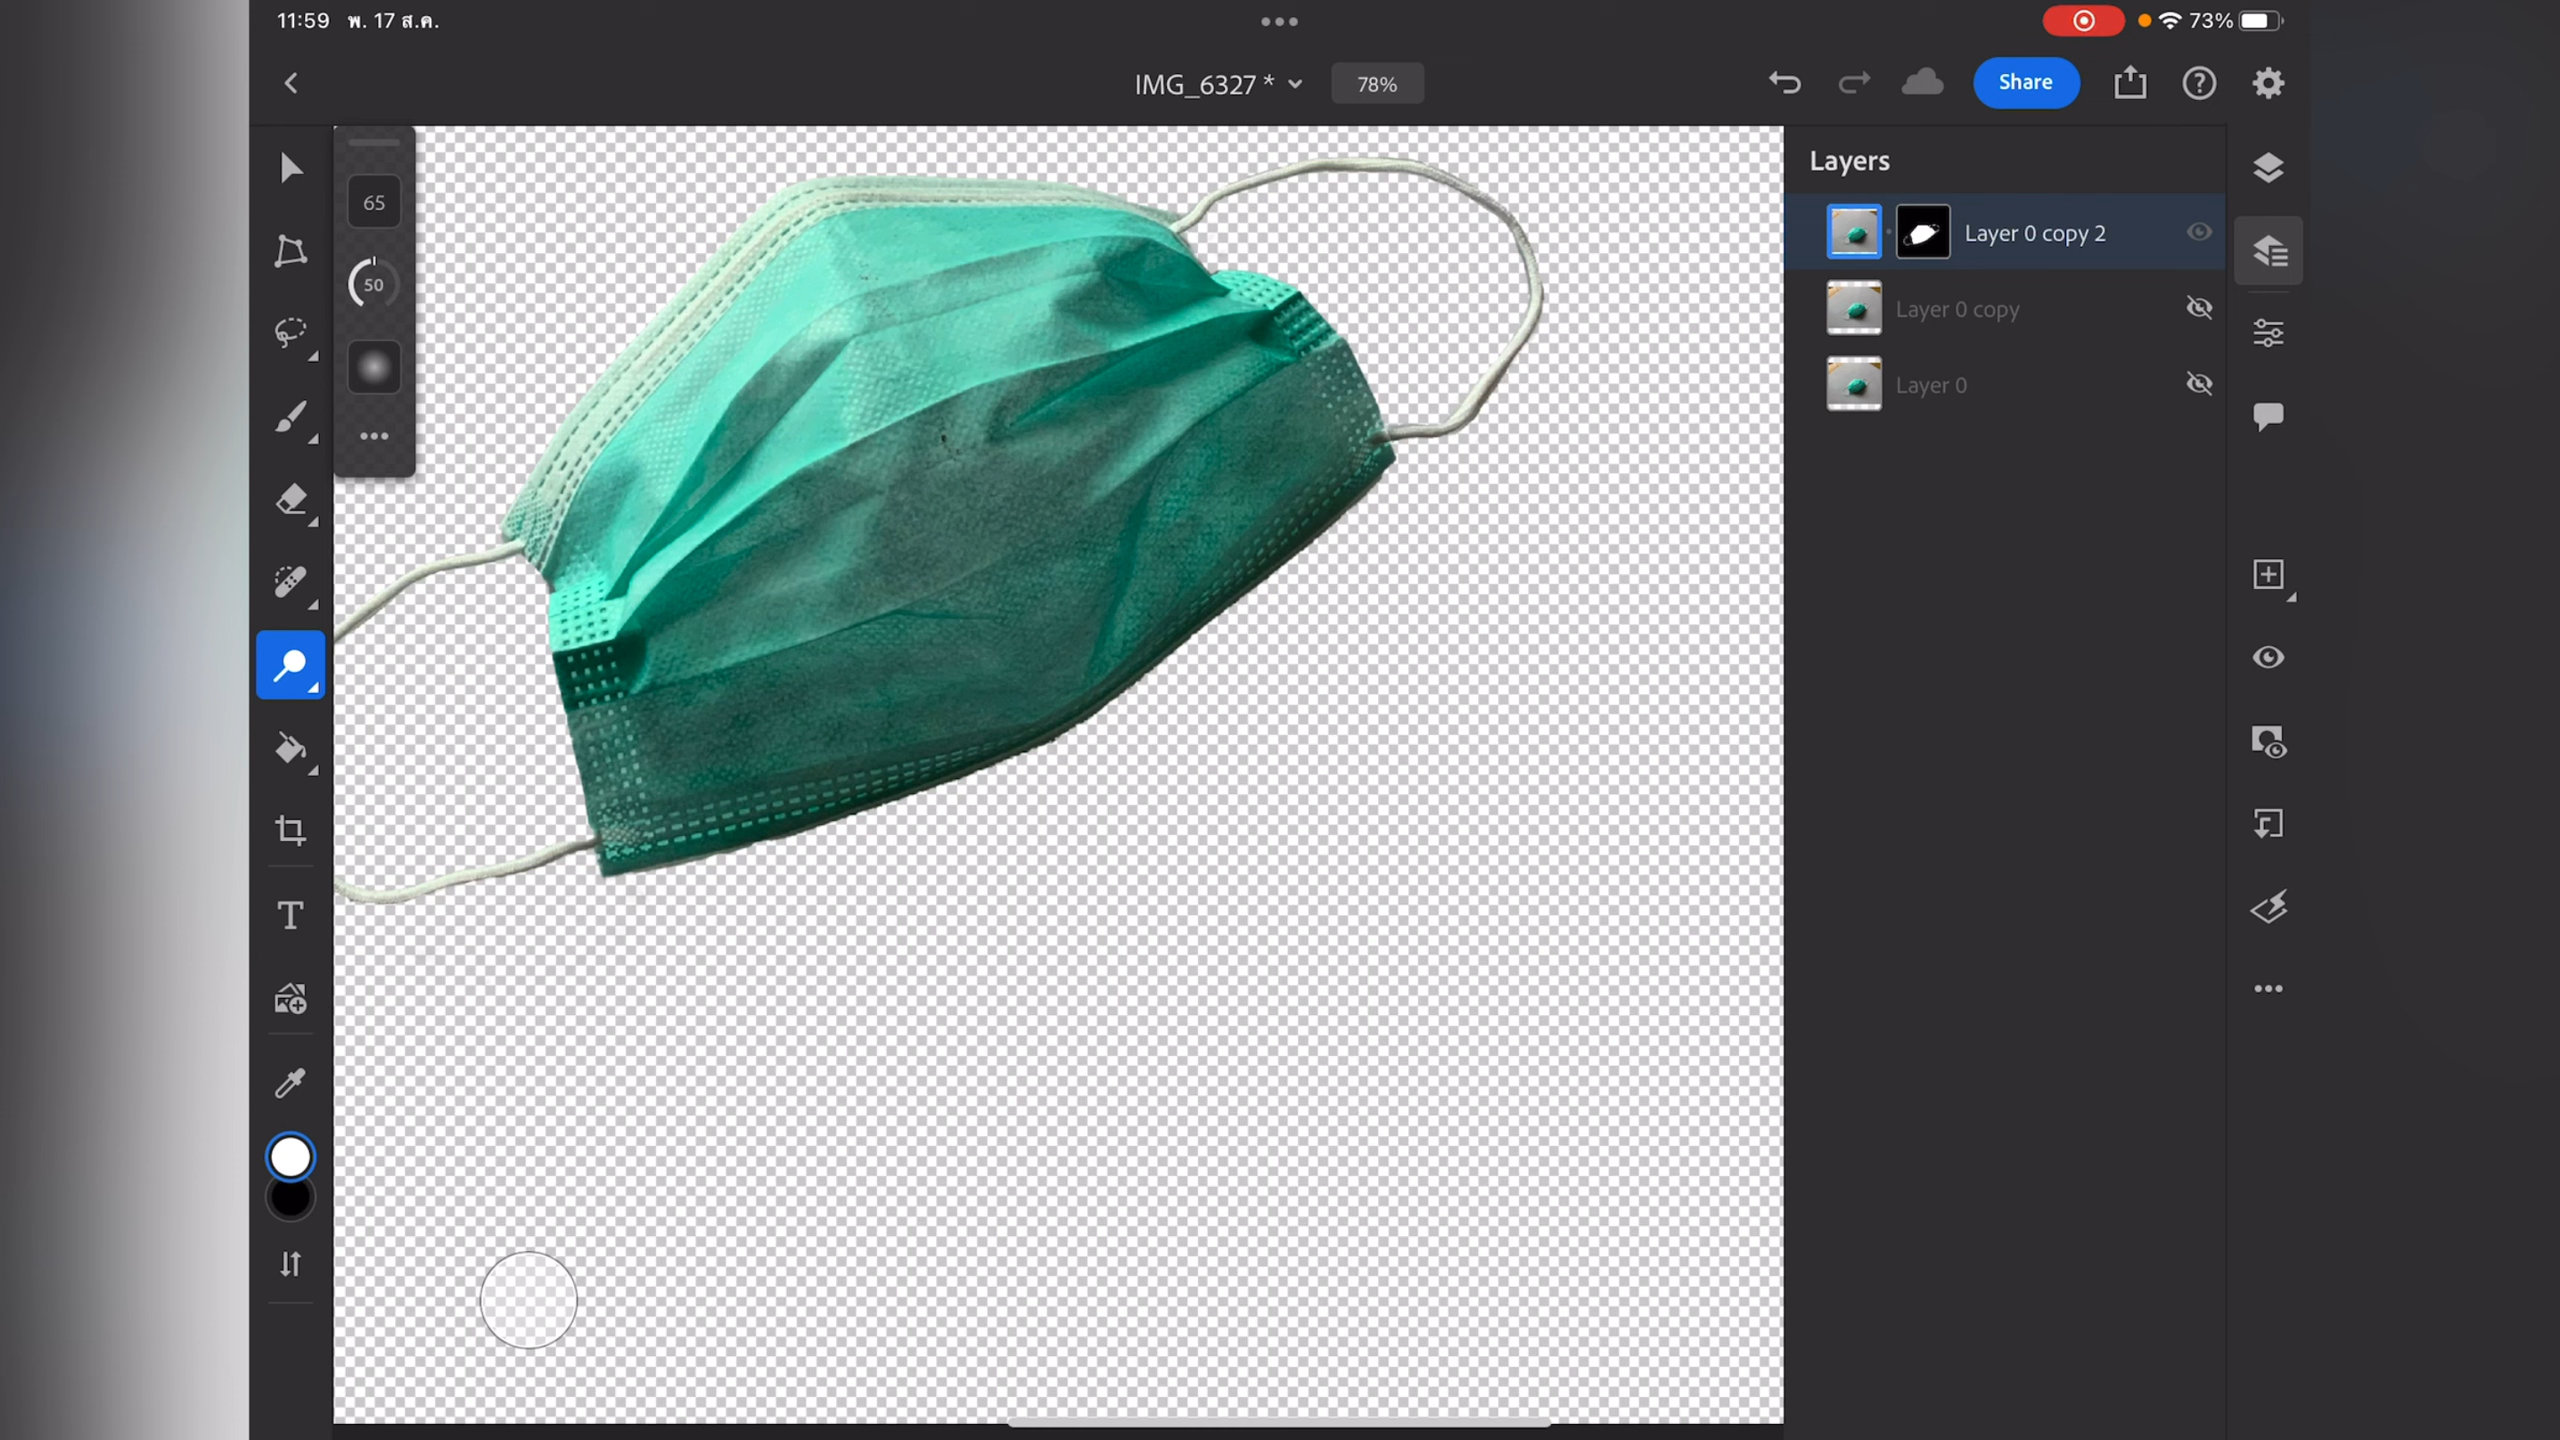 11:59 พ. 17 ส.ค.
73%
IMG_6327 *
78%
Share
65
50
Layers
Layer 0 copy 2
Layer 0 copy
Layer 0